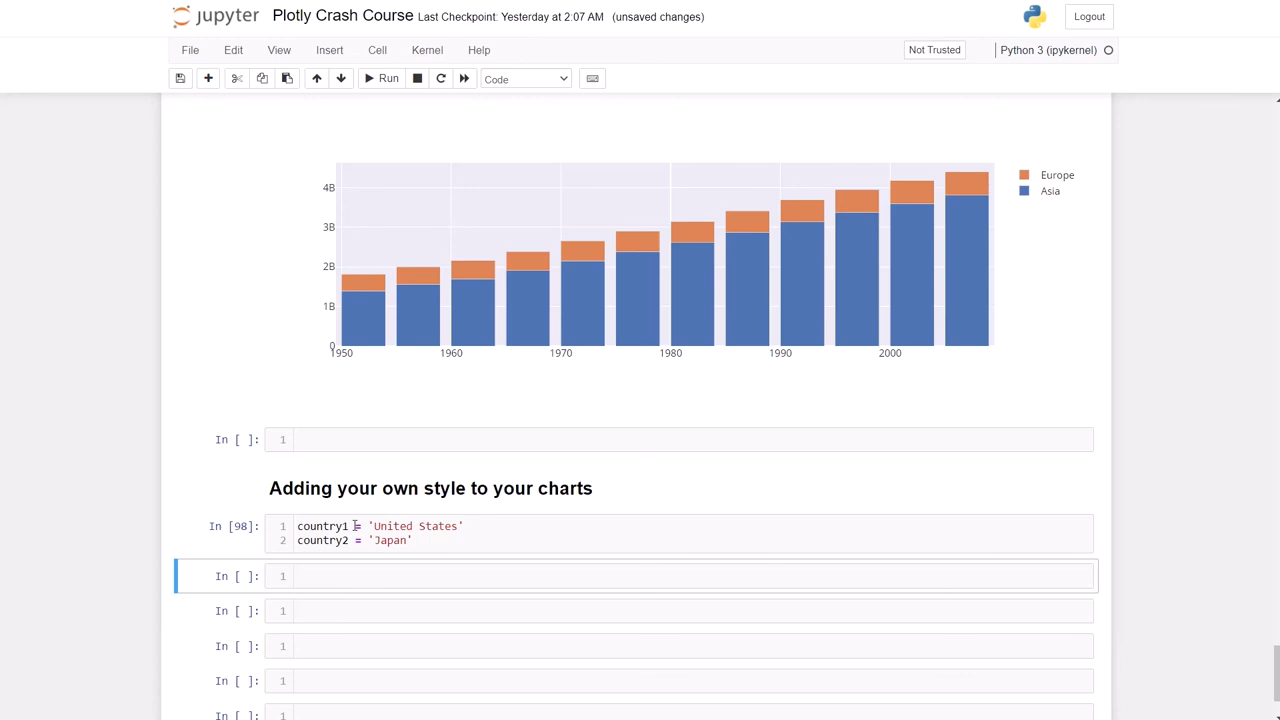 jupyter Plotly Crash Course Last Checkpoint: Yesterday at 2:07 AM (unsaved changes) Logout
File Edit View Insert Cell Kernel Help Not Trusted Python 3 (ipykernel)
Run Code
4B
3B
2B
1B
0
1950 1960 1970 1980 1990 2000
Europe
Asia
In [ ]: 1
Adding your own style to your charts
In [98]: 1 country1 = 'United States'
2 country2 = 'Japan'
In [ ]: 1
In [ ]: 1
In [ ]: 1
In [ ]: 1
In [ ]: 1